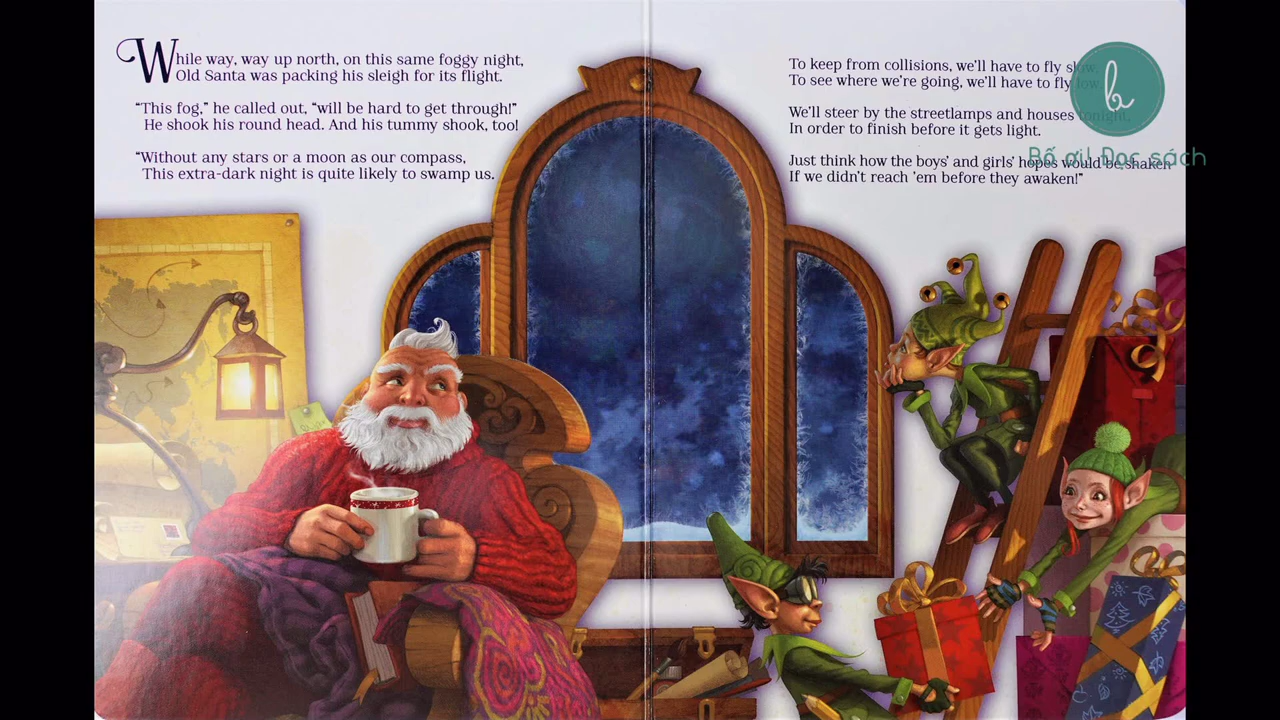 While way, way up north, on this same foggy night,
Old Santa was packing his sleigh for its flight.
“This fog,” he called out, “will be hard to get through!”
He shook his round head. And his tummy shook, too!
“Without any stars or a moon as our compass,
This extra-dark night is quite likely to swamp us.
To keep from collisions, we’ll have to fly slow.
To see where we’re going, we’ll have to fly low.
We’ll steer by the streetlamps and houses tonight,
In order to finish before it gets light.
Just think how the boys’ and girls’ hopes would be shaken
If we didn’t reach ’em before they awaken!”
b
Bố ơi! Đọc sách